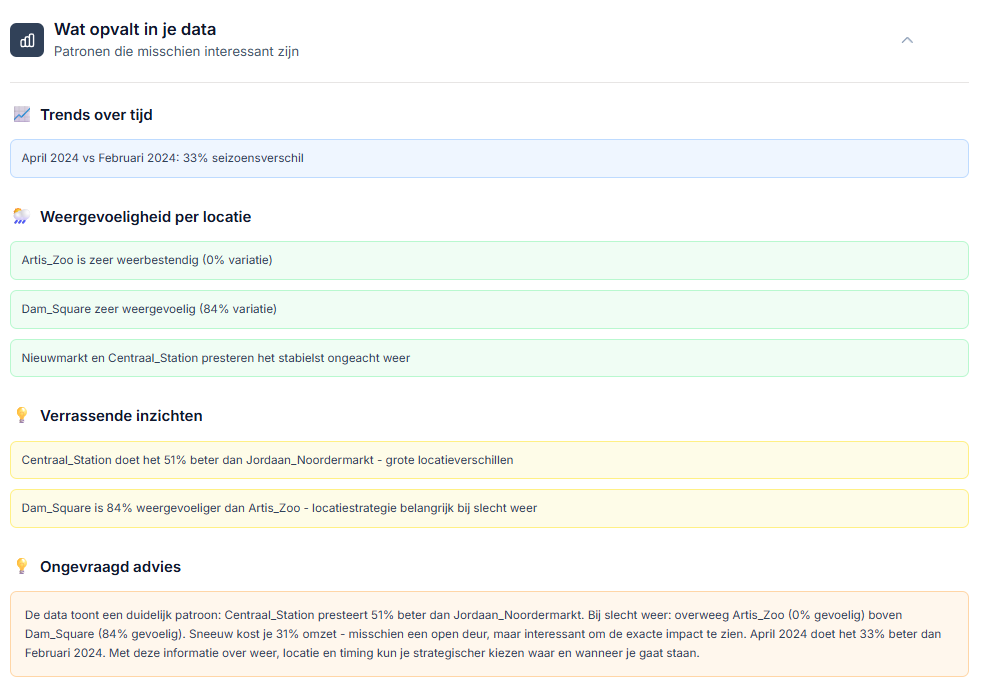 Wat opvalt in je data
Patronen die misschien interessant zijn
Trends over tijd
April 2024 vs Februari 2024: 33% seizoensverschil
Weergevoeligheid per locatie
Artis_Zoo is zeer weerbestendig (0% variatie)
Dam_Square zeer weergevoelig (84% variatie)
Nieuwmarkt en Centraal_Station presteren het stabielst ongeacht weer
Verrassende inzichten
Centraal_Station doet het 51% beter dan Jordaan_Noordermarkt - grote locatieverschillen
Dam_Square is 84% weergevoeliger dan Artis_Zoo - locatiestrategie belangrijk bij slecht weer
Ongevraagd advies
De data toont een duidelijk patroon: Centraal_Station presteert 51% beter dan Jordaan_Noordermarkt. Bij slecht weer: overweeg Artis_Zoo (0% gevoelig) boven
Dam_Square (84% gevoelig). Sneeuw kost je 31% omzet - misschien een open deur, maar interessant om de exacte impact te zien. April 2024 doet het 33% beter dan
Februari 2024. Met deze informatie over weer, locatie en timing kun je strategischer kiezen waar en wanneer je gaat staan.